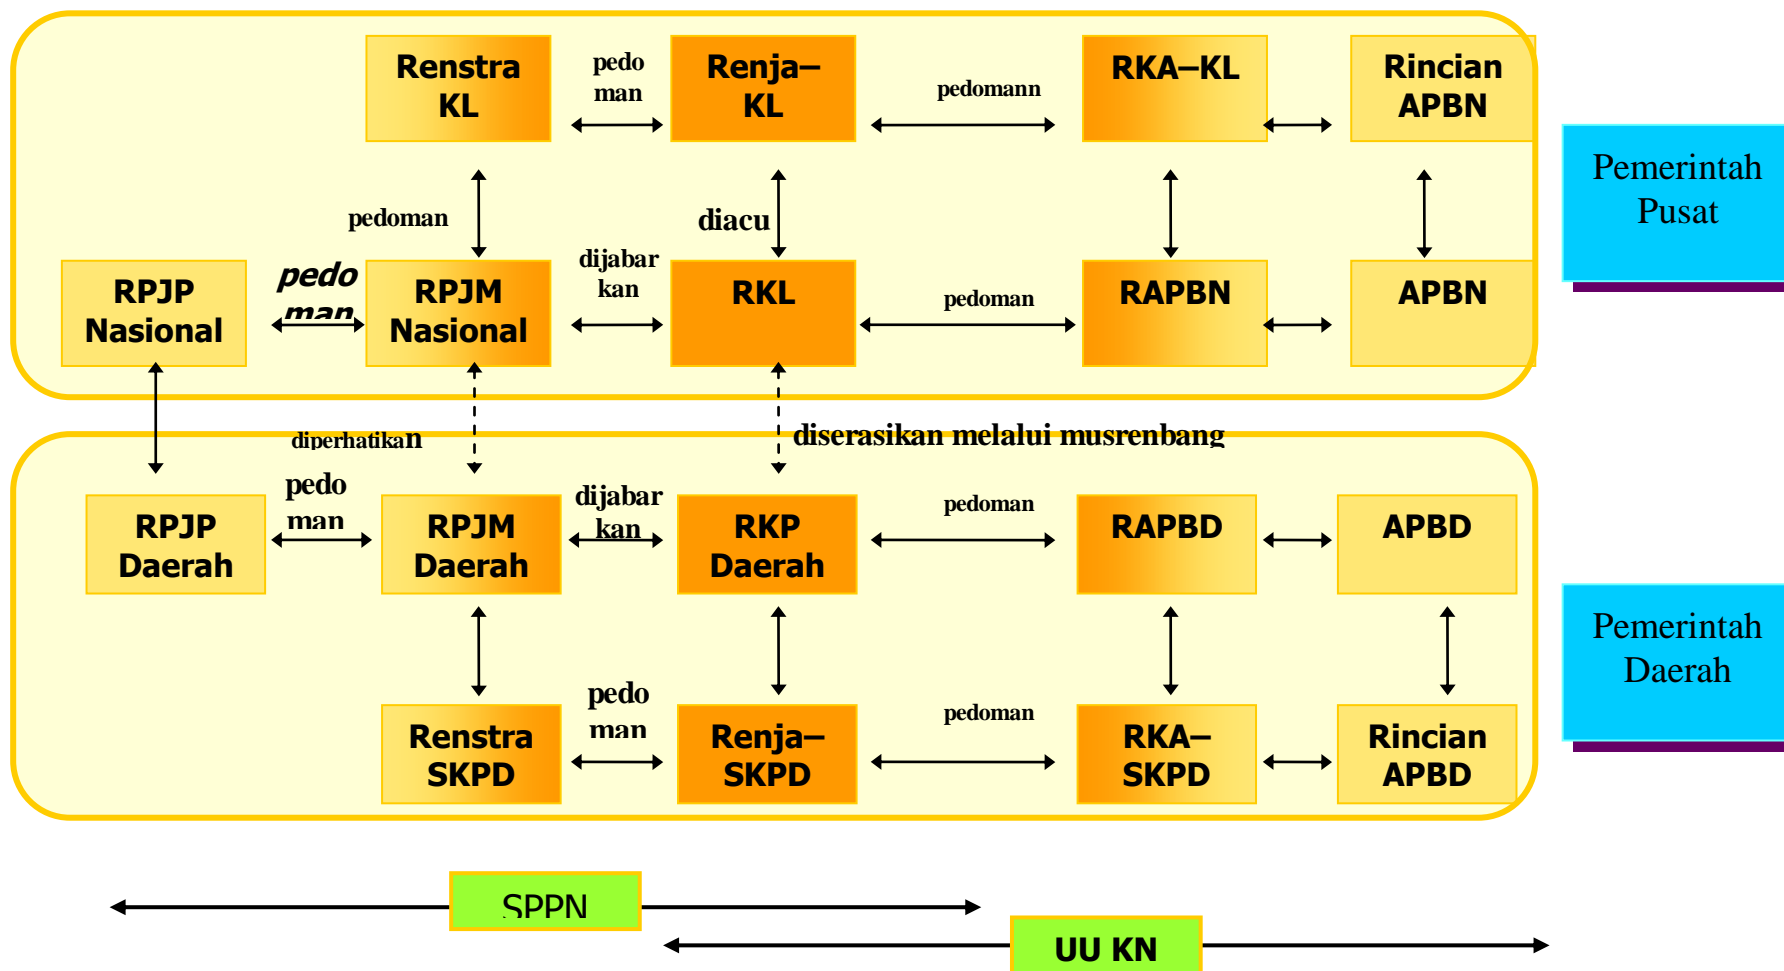 Renstra
KL
pedo
man
Renja–
KL
pedomann
RKA–KL
Rincian
APBN
Pemerintah
Pusat
pedoman
diacu
RPJP
Nasional
pedo
man
RPJM
Nasional
dijabar
kan
RKL
pedoman
RAPBN
APBN
diperhatikan
diserasikan melalui musrenbang
RPJP
Daerah
pedo
man
RPJM
Daerah
dijabar
kan
RKP
Daerah
pedoman
RAPBD
APBD
Pemerintah
Daerah
Renstra
SKPD
pedo
man
Renja–
SKPD
pedoman
RKA–
SKPD
Rincian
APBD
SPPN
UU KN